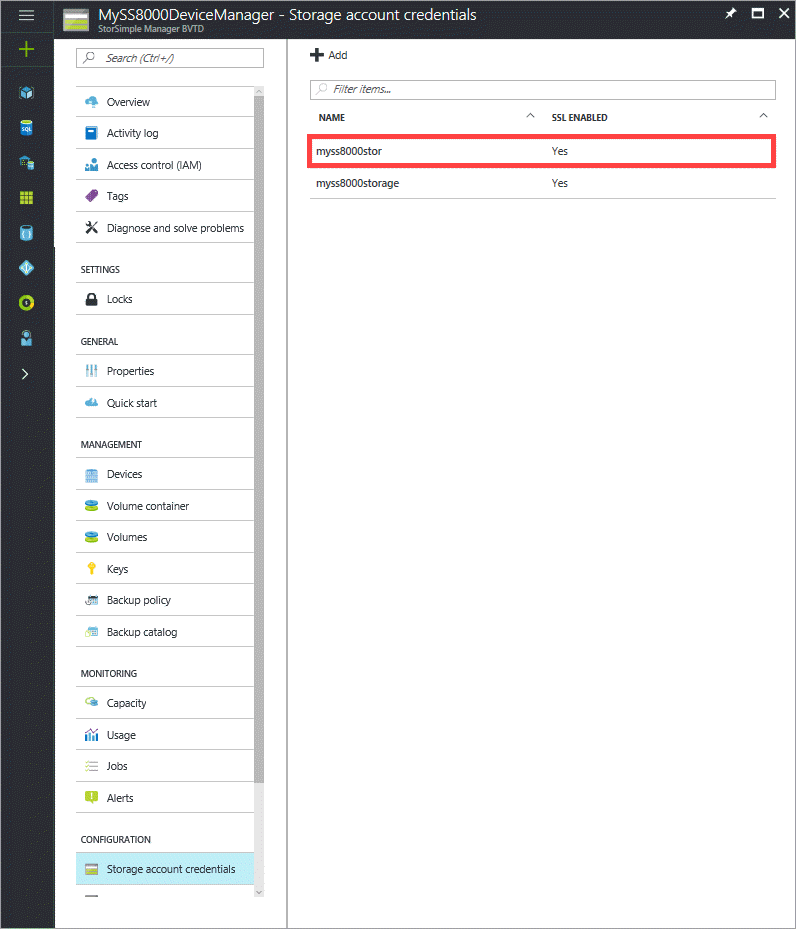 MySS8000DeviceManager - Storage account credentials
StorSimple Manager BVTD
Search (Ctrl+/)
Overview
Activity log
Access control (IAM)
Tags
Diagnose and solve problems
SETTINGS
Locks
GENERAL
Properties
Quick start
MANAGEMENT
Devices
Volume container
Volumes
Keys
Backup policy
Backup catalog
MONITORING
Capacity
Usage
Jobs
Alerts
CONFIGURATION
Storage account credentials
Add
Filter items...
NAME SSL ENABLED
myss8000stor Yes
myss8000storage Yes
SQL